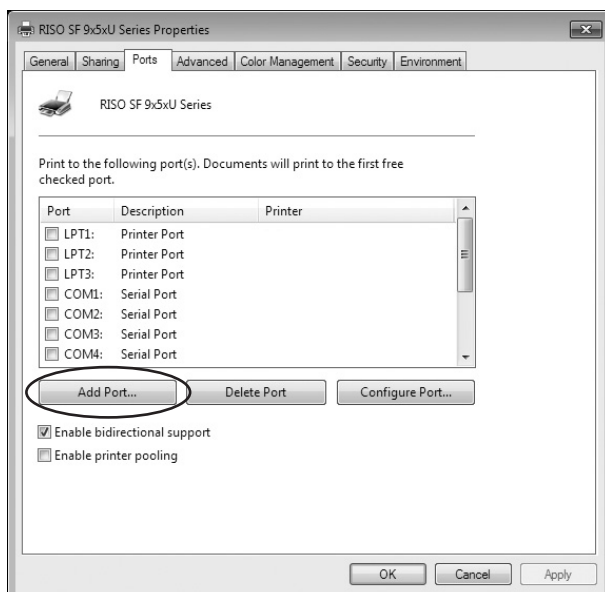 RISO SF 9x5xU Series Properties
General Sharing Ports Advanced Color Management Security Environment
RISO SF 9x5xU Series
Print to the following port(s). Documents will print to the first free
checked port.
Port Description Printer
LPT1: Printer Port
LPT2: Printer Port
LPT3: Printer Port
COM1: Serial Port
COM2: Serial Port
COM3: Serial Port
COM4: Serial Port
Add Port... Delete Port Configure Port...
Enable bidirectional support
Enable printer pooling
OK Cancel Apply